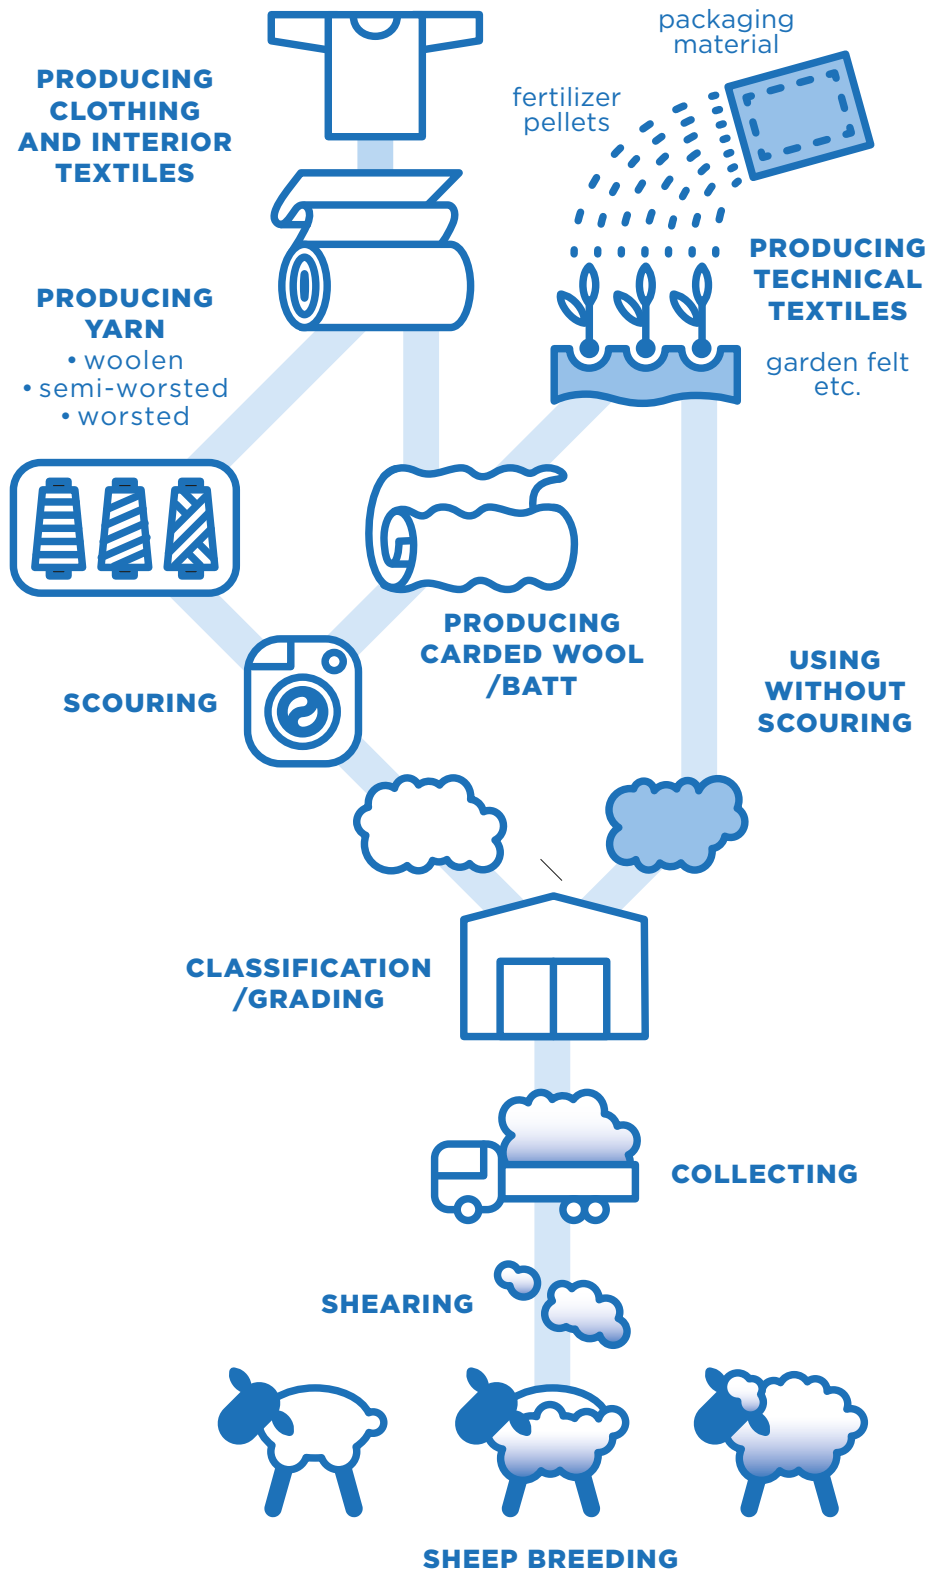 packaging
material
fertilizer
pellets
PRODUCING
CLOTHING
AND INTERIOR
TEXTILES
PRODUCING
TECHNICAL
TEXTILES
garden felt
etc.
PRODUCING
YARN
• woolen
• semi-worsted
• worsted
PRODUCING
CARDED WOOL
/BATT
USING
WITHOUT
SCOURING
SCOURING
CLASSIFICATION
/GRADING
COLLECTING
SHEARING
SHEEP BREEDING